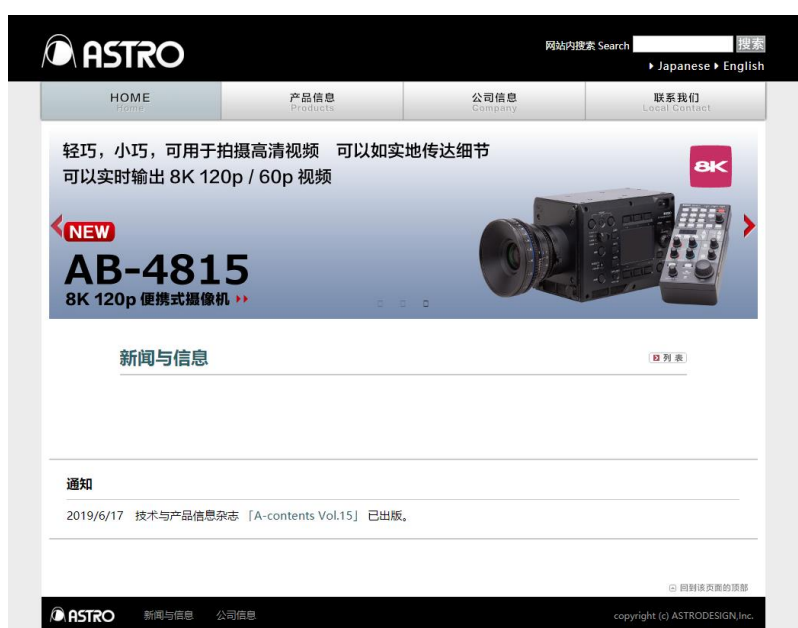 ASTRO
网站内搜索 Search 搜索
Japanese English
HOME 产品信息 公司信息 联系我们
Home Products Company Local Contact
轻巧，小巧，可用于拍摄高清视频 可以如实地传达细节
可以实时输出 8K 120p / 60p 视频
8K
NEW
AB-4815
8K 120p 便携式摄像机
新闻与信息
列 表
通知
2019/6/17 技术与产品信息杂志「A-contents Vol.15」已出版。
回到该页面的顶部
ASTRO 新闻与信息 公司信息 copyright (c) ASTRODESIGN,Inc.